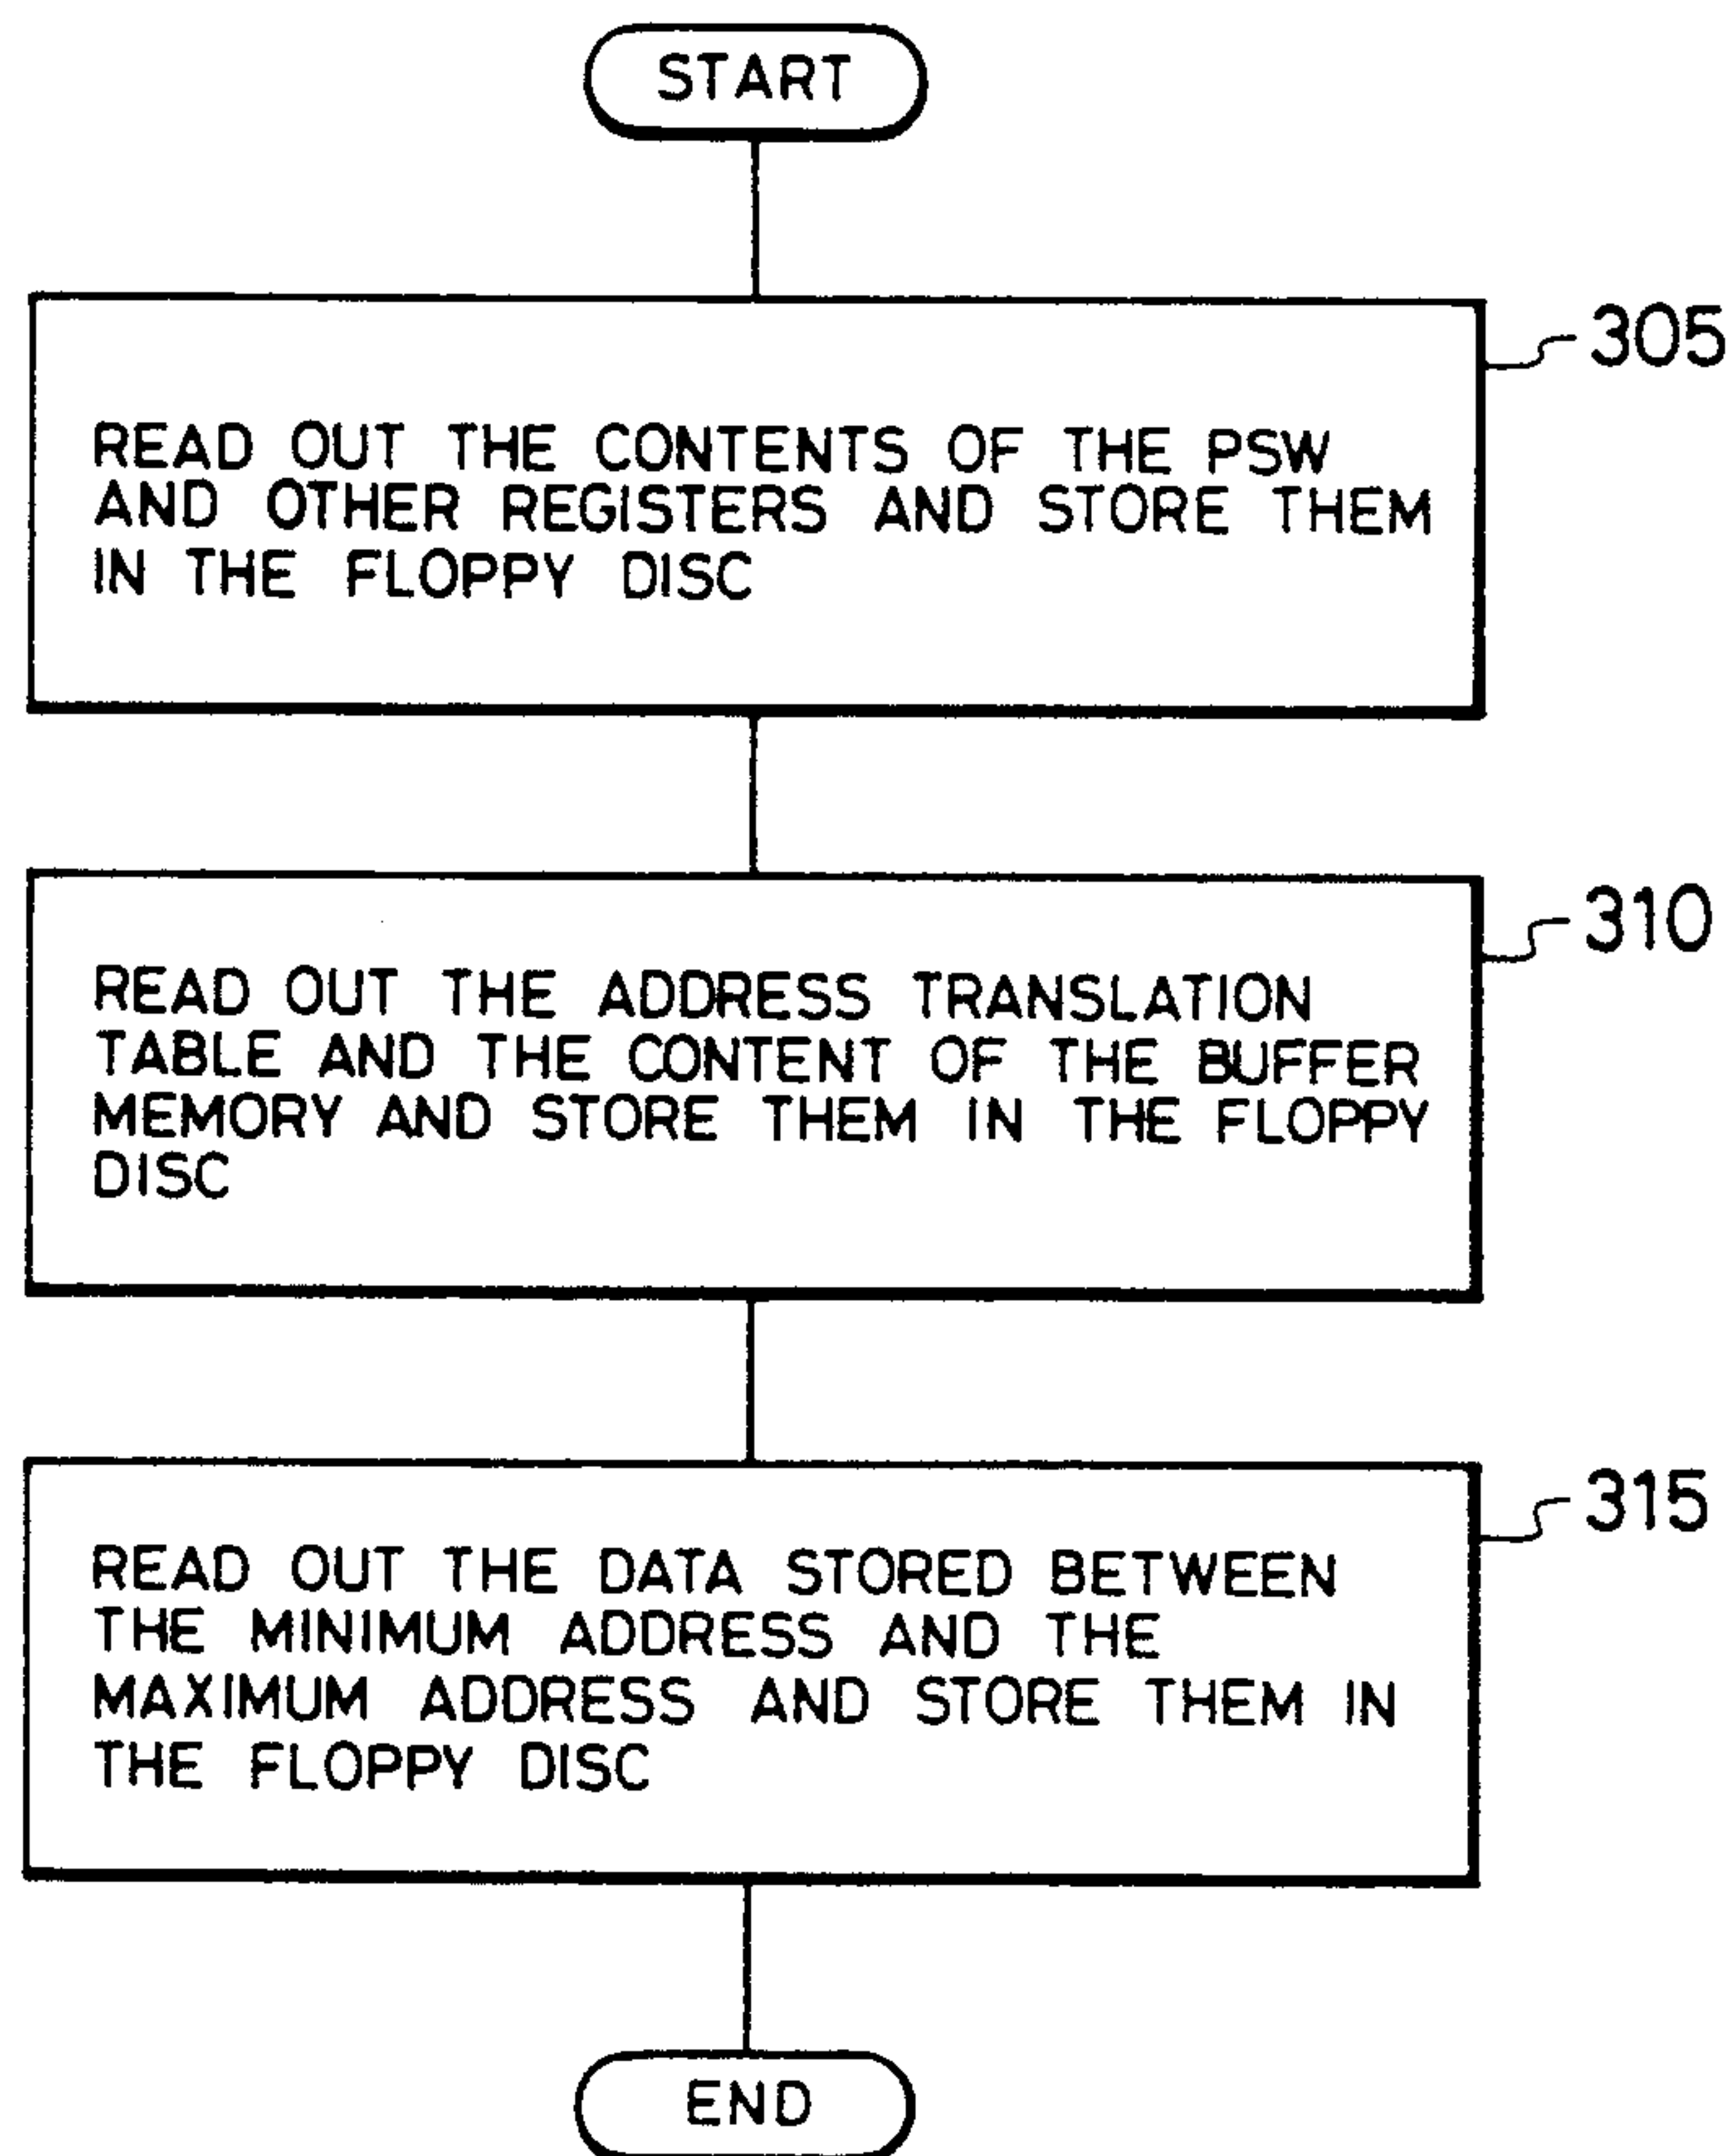 START
305
READ OUT THE CONTENTS OF THE PSW
AND OTHER REGISTERS AND STORE THEM
IN THE FLOPPY DISC
310
READ OUT THE ADDRESS TRANSLATION
TABLE AND THE CONTENT OF THE BUFFER
MEMORY AND STORE THEM IN THE FLOPPY
DISC
315
READ OUT THE DATA STORED BETWEEN
THE MINIMUM ADDRESS AND THE
MAXIMUM ADDRESS AND STORE THEM IN
THE FLOPPY DISC
END